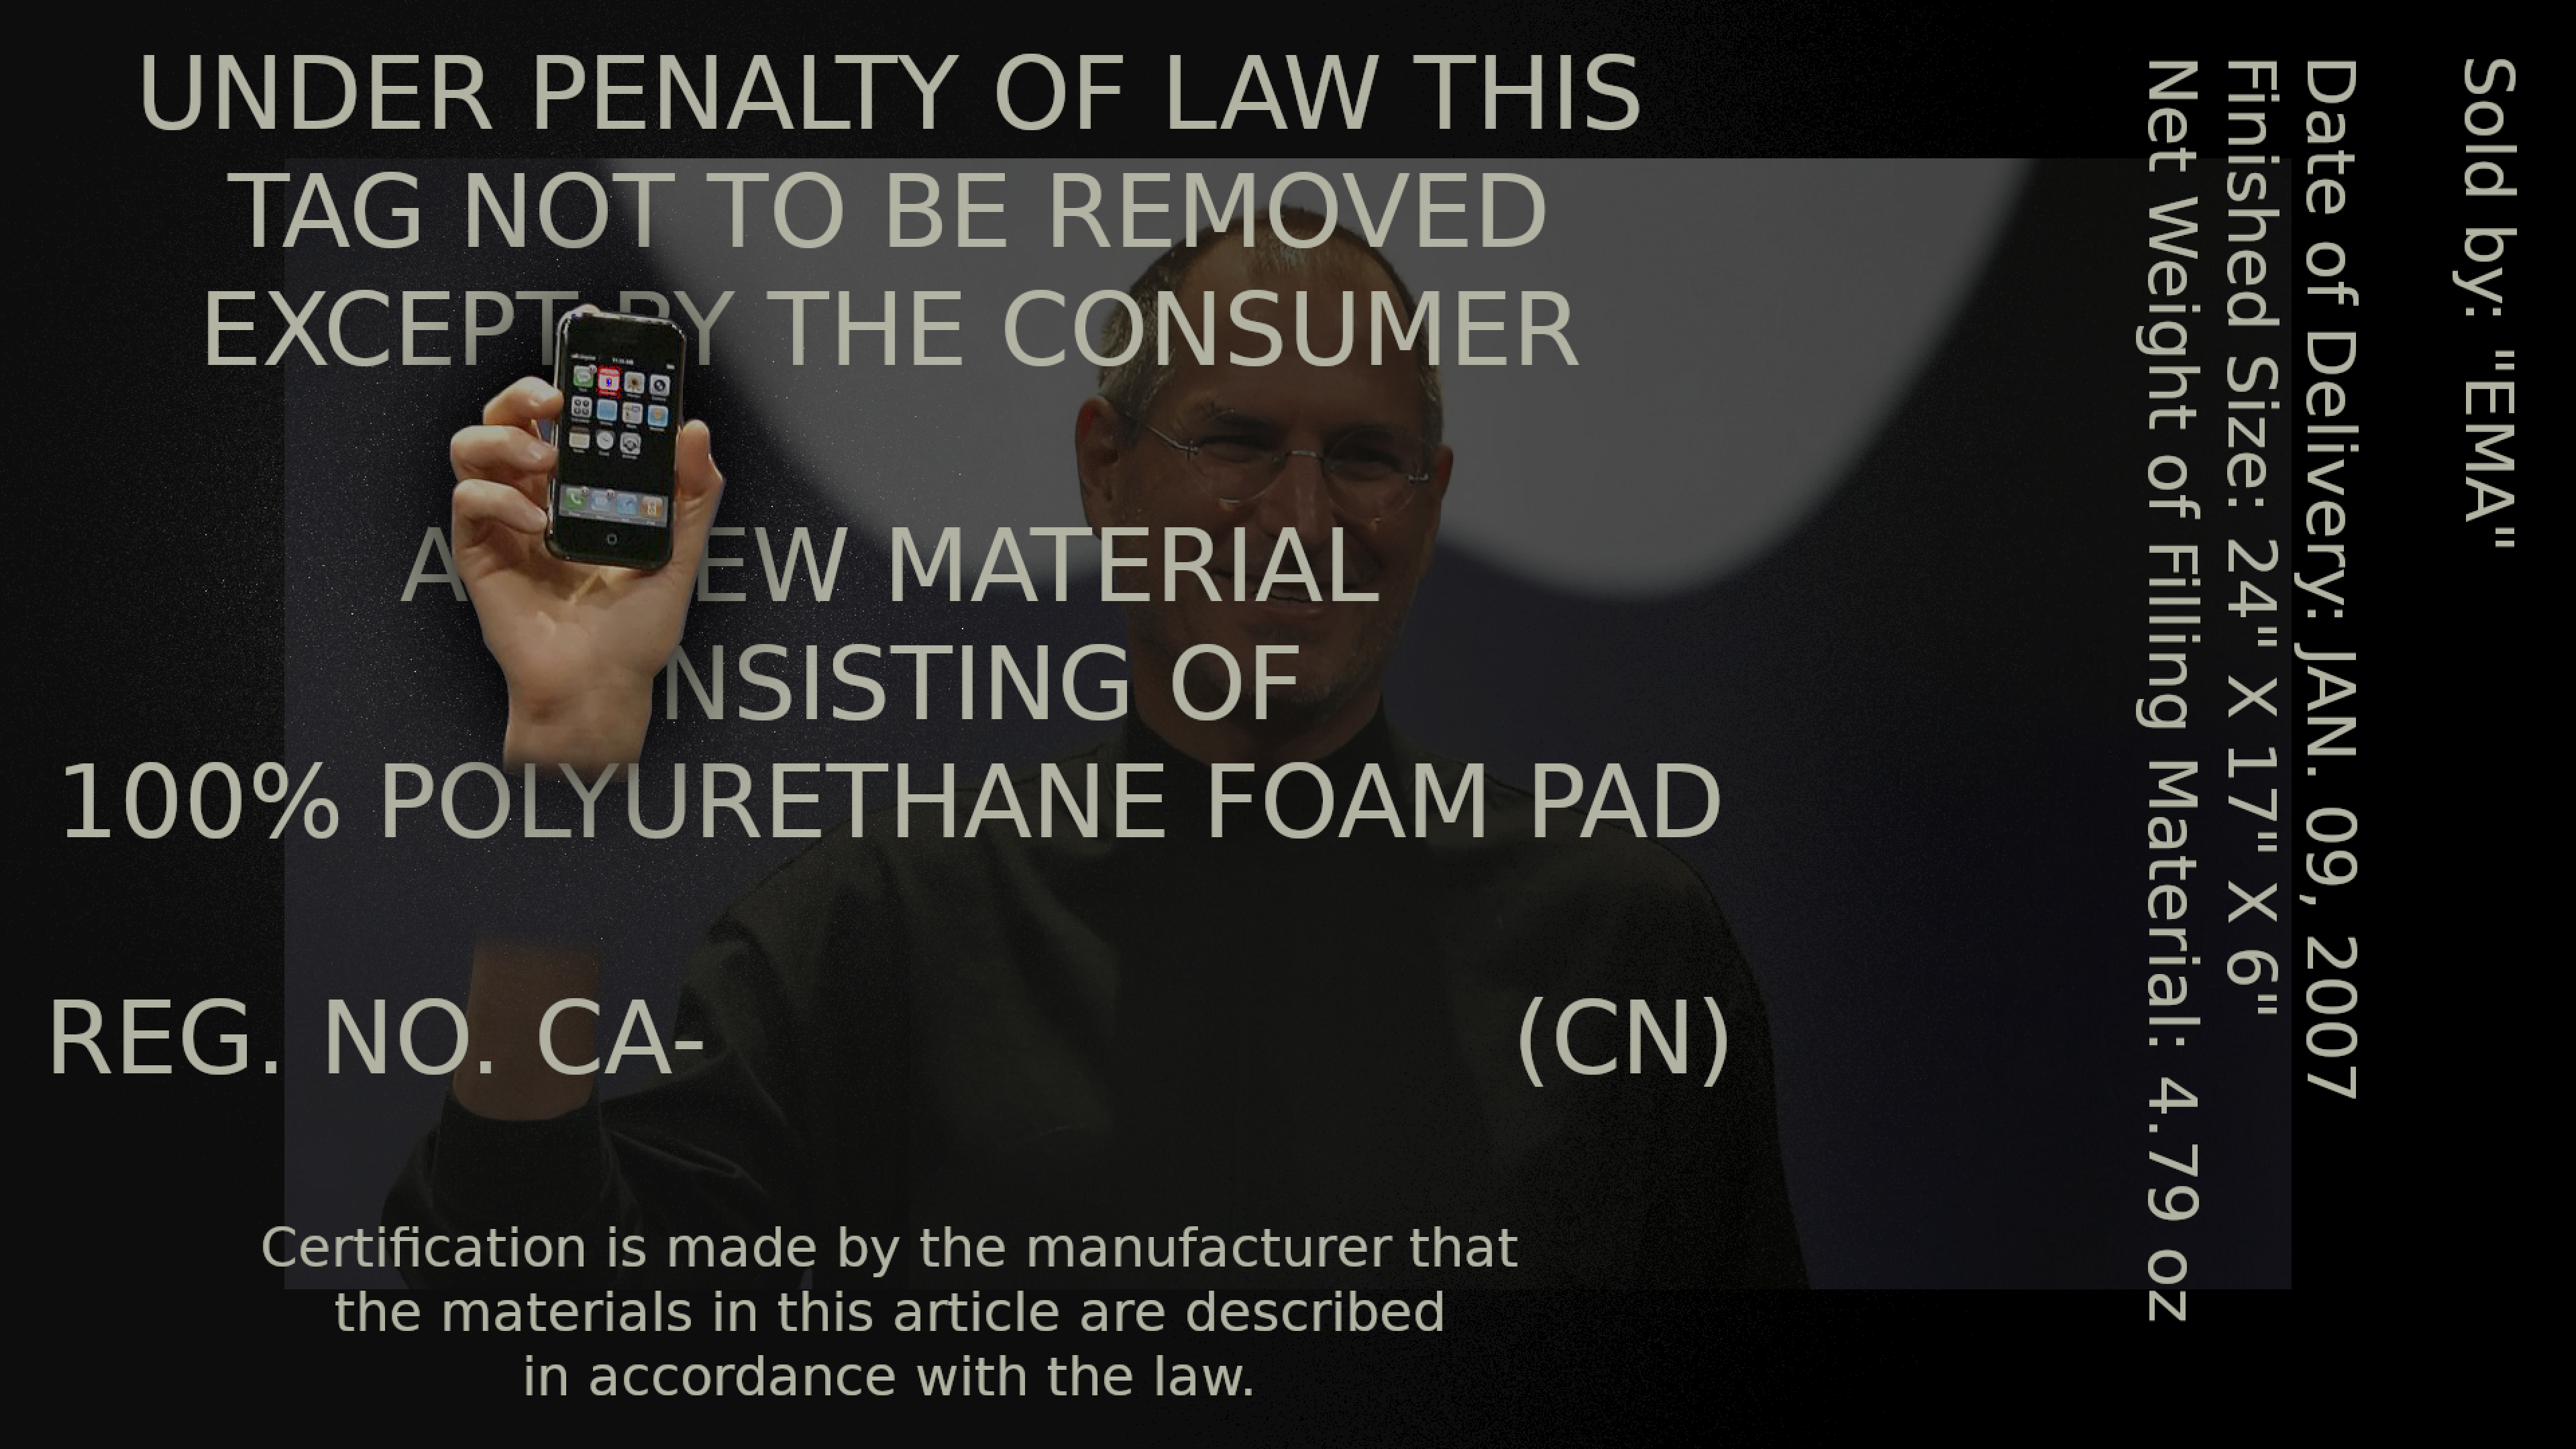 UNDER PENALTY OF LAW THIS
TAG NOT TO BE REMOVED
EXCEPT BY THE CONSUMER
EW MATERIAL
NSISTING OF
100% POLYURETHANE FOAM PAD
REG. NO. CA- (CN)
Certification is made by the manufacturer that
the materials in this article are described
in accordance with the law.
Sold by: "EMA"
Date of Delivery: JAN. 09, 2007
Finished Size: 24" X 17" X 6"
Net Weight of Filling Material: 4.79 oz